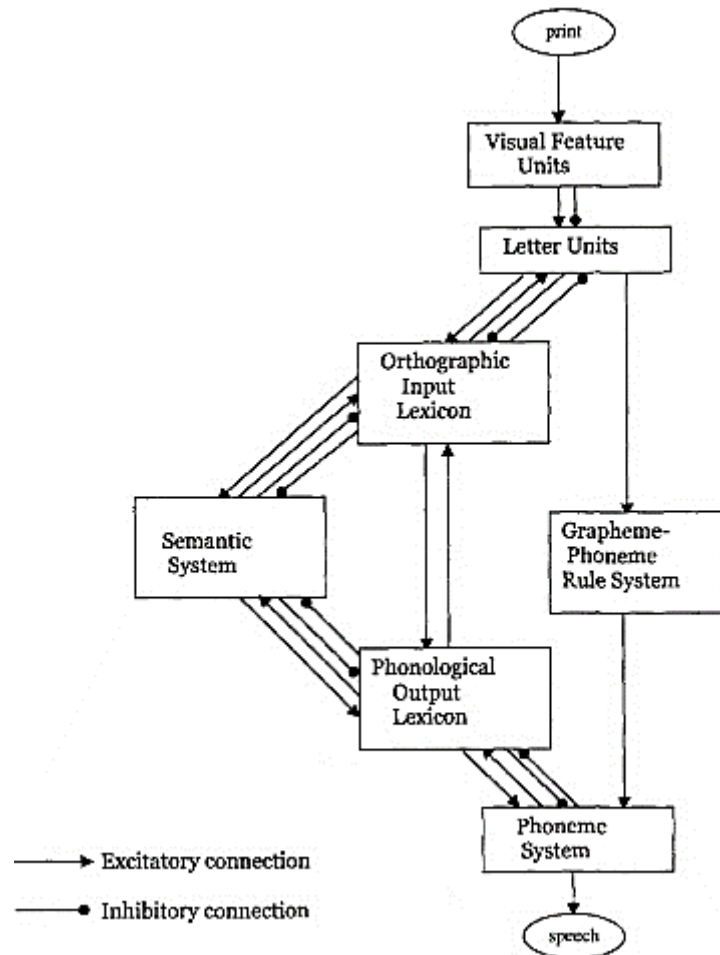 print
Visual Feature
Units
Letter Units
Orthographic
Input
Lexicon
Semantic
System
Grapheme-
Phoneme
Rule System
Phonological
Output
Lexicon
Phoneme
System
Excitatory connection
Inhibitory connection
speech